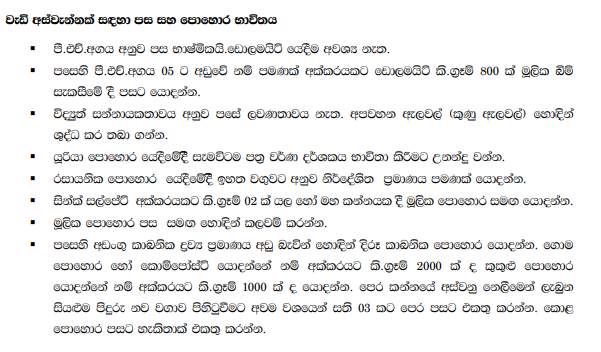 වැඩි අස්වැන්නක් සඳහා පස සහ පොහොර භාවිතය
▪ පී.එච්.අගය අනුව පස භාෂ්මිකයි.ඩොලමයිට් යෙදීම අවශ්‍ය නැත.
▪ පසෙහි පී.එච්.අගය 05 ට අඩුවේ නම් පමණක් අක්කරයකට ඩොලමයිට් කි.ග්‍රෑම් 800 ක් මූලික බිම්
සැකසීමේ දී පසට යොදන්න.
▪ විද්‍යුත් සන්නායකතාවය අනුව පසේ ලවණතාවය නැත. අපවහන ඇලවල් (කුණු ඇලවල්) හොඳින්
ශුද්ධ කර තබා ගන්න.
▪ යූරියා පොහොර යෙදීමේදී සැමවිටම පත්‍ර වර්ණ දර්ශකය භාවිතා කිරීමට උනන්දු වන්න.
▪ රසායනික පොහොර යෙදීමේදී ඉහත වගුවට අනුව නිර්දේශිත ප්‍රමාණය පමණක් යොදන්න.
▪ සින්ක් සල්පේට් අක්කරයකට කි.ග්‍රෑම් 02 ක් යල හෝ මහ කන්නයක දී මූලික පොහොර සමඟ යොදන්න.
▪ මූලික පොහොර පස සමඟ හොඳින් කලවම් කරන්න.
▪ පසෙහි අඩංගු කාබනික ද්‍රව්‍ය ප්‍රමාණය අඩු බැවින් හොඳින් දිරූ කාබනික පොහොර යොදන්න. ගොම
පොහොර හෝ කොම්පෝස්ට් යොදන්නේ නම් අක්කරයට කි.ග්‍රෑම් 2000 ක් ද කුකුළු පොහොර
යොදන්නේ නම් අක්කරයට කි.ග්‍රෑම් 1000 ක් ද යොදන්න. පෙර කන්නයේ අස්වනු නෙලීමෙන් ලැබුන
සියළුම පිදුරු නව වගාව පිහිටුවීමට අවම වශයෙන් සති 03 කට පෙර පසට එකතු කරන්න. කොළ
පොහොර පසට හැකිතාක් එකතු කරන්න.